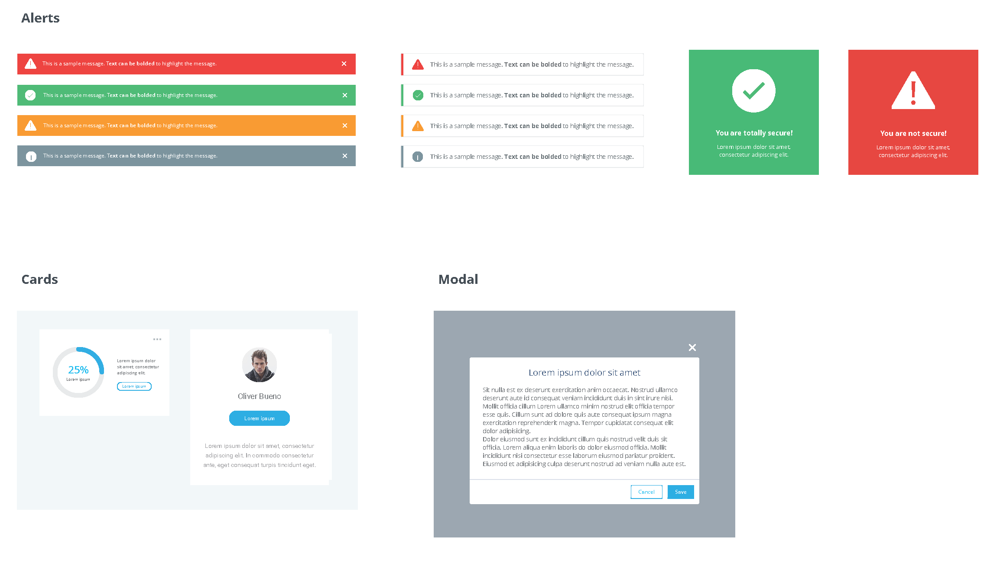 Alerts
This is a sample message. Text can be bolded to highlight the message.
This is a sample message. Text can be bolded to highlight the message.
This is a sample message. Text can be bolded to highlight the message.
This is a sample message. Text can be bolded to highlight the message.
This is a sample message. Text can be bolded to highlight the message.
This is a sample message. Text can be bolded to highlight the message.
This is a sample message. Text can be bolded to highlight the message.
This is a sample message. Text can be bolded to highlight the message.
You are totally secure!
Lorem ipsum dolor sit amet,
consectetur adipiscing elit.
You are not secure!
Lorem ipsum dolor sit amet,
consectetur adipiscing elit.
Cards
25%
Lorem ipsum
Lorem ipsum dolor
sit amet, consectetur
adipiscing elit.
Lorem ipsum
Oliver Bueno
Lorem ipsum
Lorem ipsum dolor sit amet, consectetur
adipiscing elit. In commodo consectetur
ante, eget consequat turpis tincidunt eget.
Modal
Lorem ipsum dolor sit amet
Sit nulla est ex deserunt exercitation anim occaecat. Nostrud ullamco
deserunt aute id consequat veniam incididunt duis in sint irure nisi.
Mollit officia cillum Lorem ullamco minim nostrud elit officia tempor
esse quis. Cillum sunt ad dolore quis aute consequat ipsum magna
exercitation reprehenderit magna. Tempor cupidatat consequat elit
dolor adipisicing.
Dolor eiusmod sunt ex incididunt cillum quis nostrud velit duis sit
officia. Lorem aliqua enim laboris do dolor eiusmod officia. Mollit
incididunt nisi consectetur esse laborum eiusmod pariatur proident.
Eiusmod et adipisicing culpa deserunt nostrud ad veniam nulla aute est.
Cancel
Save